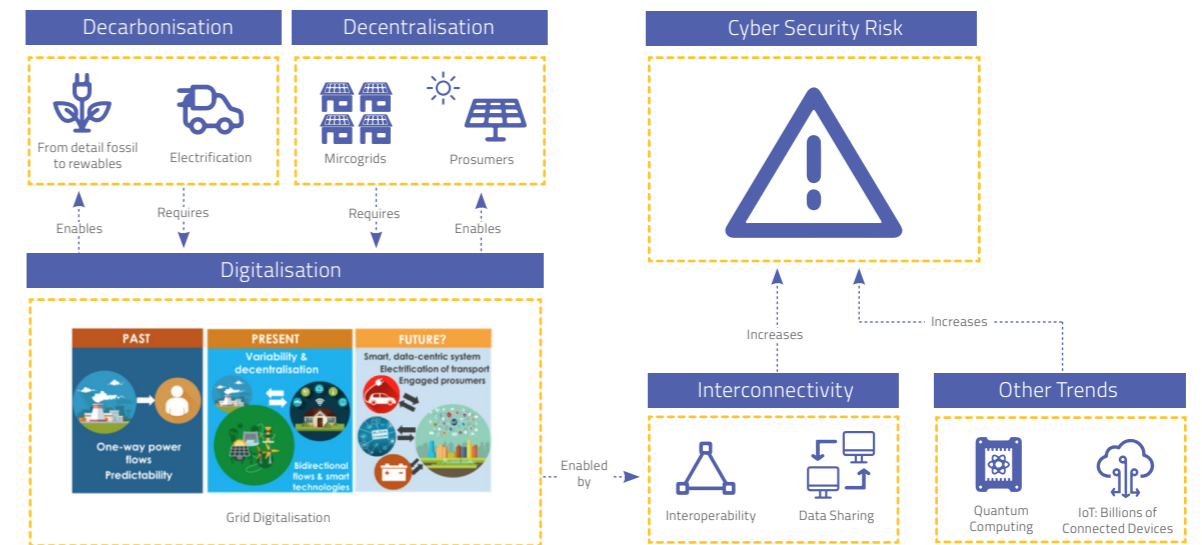 Decarbonisation
Decentralisation
Cyber Security Risk
From detail fossil
to rewables
Electrification
Mircogrids
Prosumers
Enables
Requires
Requires
Enables
Digitalisation
PAST
One-way power
flows
Predictability
PRESENT
Variability &
decentralisation
Bidirectional
flows & smart
technologies
FUTURE?
Smart, data-centric system
Electrification of transport
Engaged prosumers
Grid Digitalisation
Enabled
by
Increases
Increases
Interconnectivity
Interoperability
Data Sharing
Other Trends
Quantum
Computing
IoT: Billions of
Connected Devices